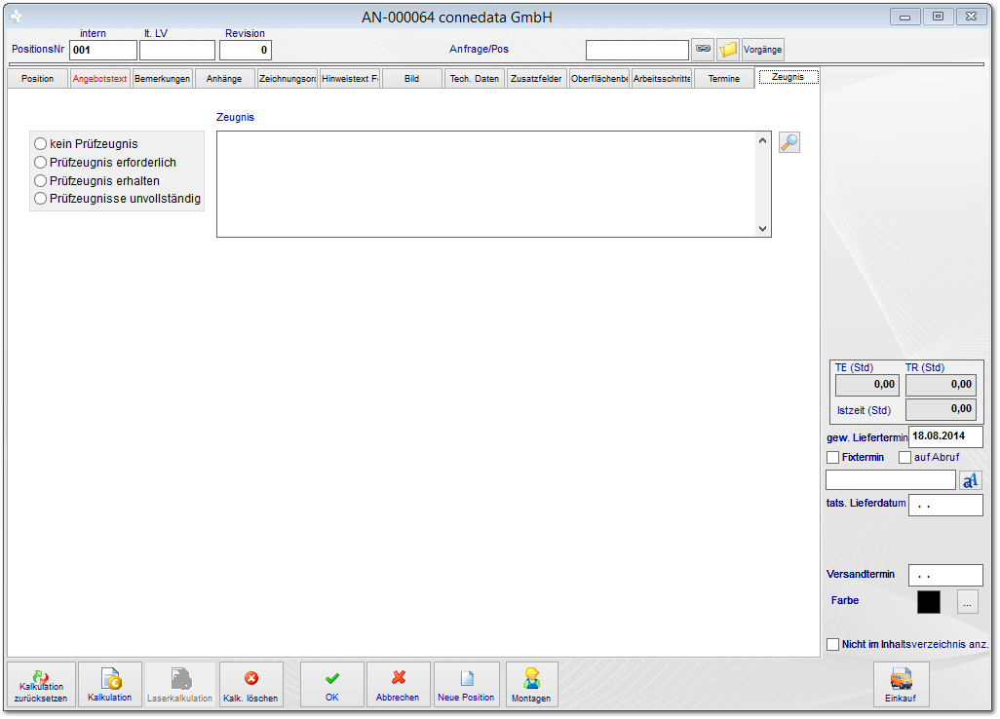 AN-000064 connedata GmbH
intern lt. LV Revision
PositionsNr 001 0 Anfrage/Pos Vorgänge
Position Angebotstext Bemerkungen Anhänge Zeichnungsord Hinweistext F Bild Tech. Daten Zusatzfelder Oberflächenbe Arbeitsschritte Termine Zeugnis
Zeugnis
kein Prüfzeugnis
Prüfzeugnis erforderlich
Prüfzeugnis erhalten
Prüfzeugnisse unvollständig
TE (Std) TR (Std)
0,00 0,00
Istzeit (Std) 0,00
gew. Liefertermin 18.08.2014
Fixtermin auf Abruf
aA
tats. Lieferdatum . .
Versandtermin . .
Farbe ...
Nicht im Inhaltsverzeichnis anz.
Kalkulation
zurücksetzen
Kalkulation
Laserkalkulation
Kalk. löschen
OK
Abbrechen
Neue Position
Montagen
Einkauf